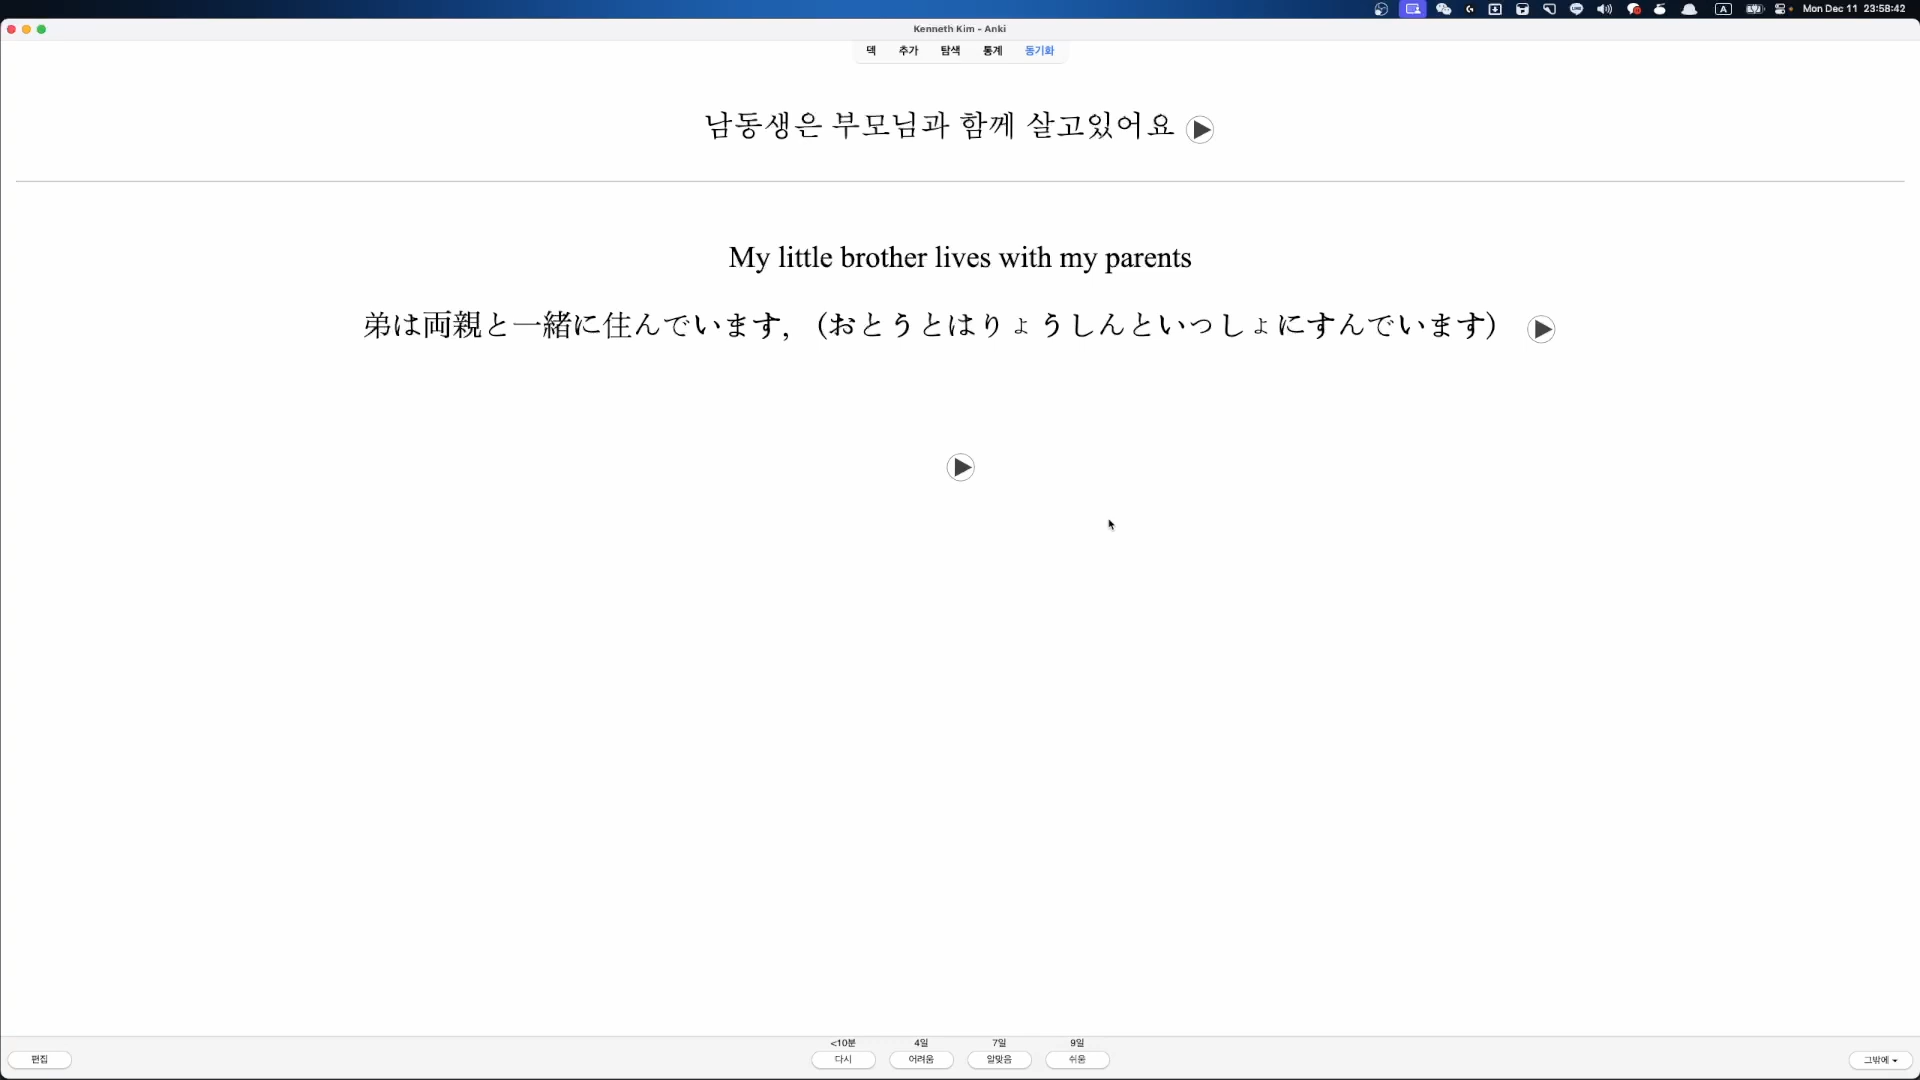 Mon Dec 11 23:58:42
Kenneth Kim - Anki
덱 추가 탐색 통계 동기화
남동생은 부모님과 함께 살고있어요
My little brother lives with my parents
弟は両親と一緒に住んでいます, (おとうとはりょうしんといっしょにすんでいます)
<10분 4일 7일 9일
편집 다시 어려움 알맞음 쉬움 그밖에